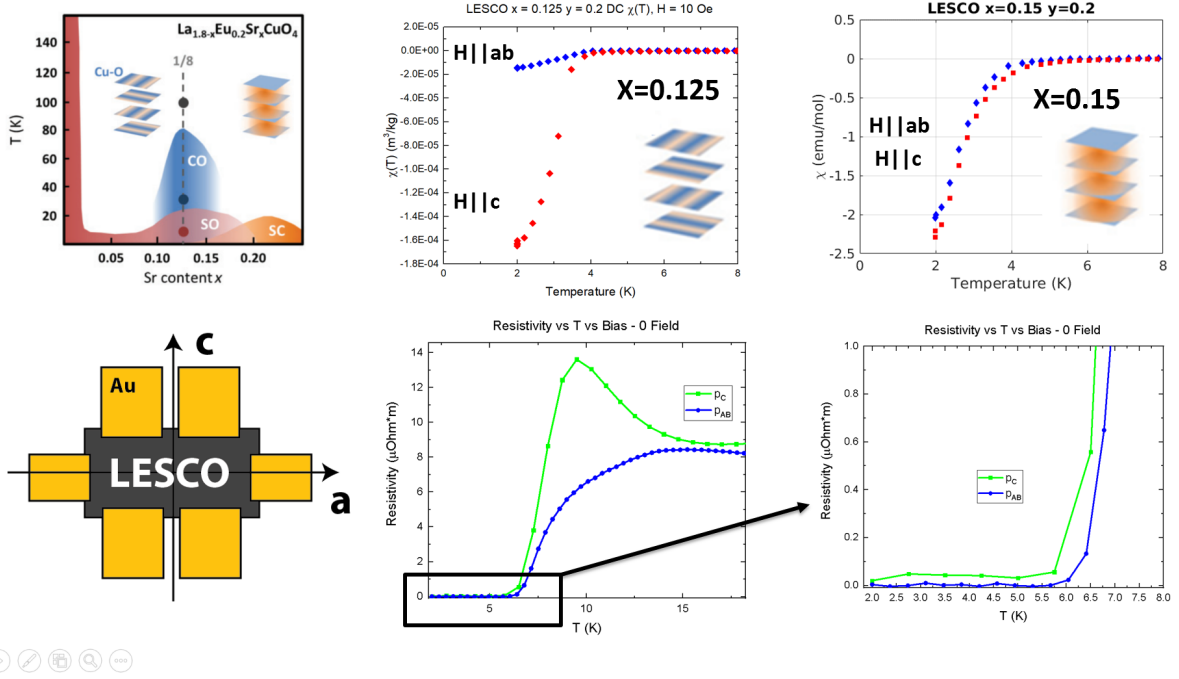 La1.8-xEu0.2SrxCuO4
140
120
100
80
60
40
20
T (K)
1/8
Cu-O
CO
SO
SC
0.05
0.10
0.15
0.20
Sr content x
LESCO x = 0.125 y = 0.2 DC χ(T), H = 10 Oe
2.0E-05
0.0E+00
-2.0E-05
-4.0E-05
-6.0E-05
-8.0E-05
-1.0E-04
-1.2E-04
-1.4E-04
-1.6E-04
-1.8E-04
χ(T) (m³/kg)
H||ab
X=0.125
H||c
0
1
2
3
4
5
6
7
8
Temperature (K)
LESCO x=0.15 y=0.2
0.5
0
-0.5
-1
-1.5
-2
-2.5
χ (emu/mol)
X=0.15
H||ab
H||c
0
2
4
6
8
Temperature (K)
c
Au
LESCO
a
Resistivity vs T vs Bias - 0 Field
14
12
10
8
6
4
2
0
Resistivity (μOhm*m)
ρC
ρAB
5
10
15
T (K)
Resistivity vs T vs Bias - 0 Field
1.0
0.8
0.6
0.4
0.2
0.0
Resistivity (μOhm*m)
ρC
ρAB
2.0
2.5
3.0
3.5
4.0
4.5
5.0
5.5
6.0
6.5
7.0
7.5
8.0
T (K)